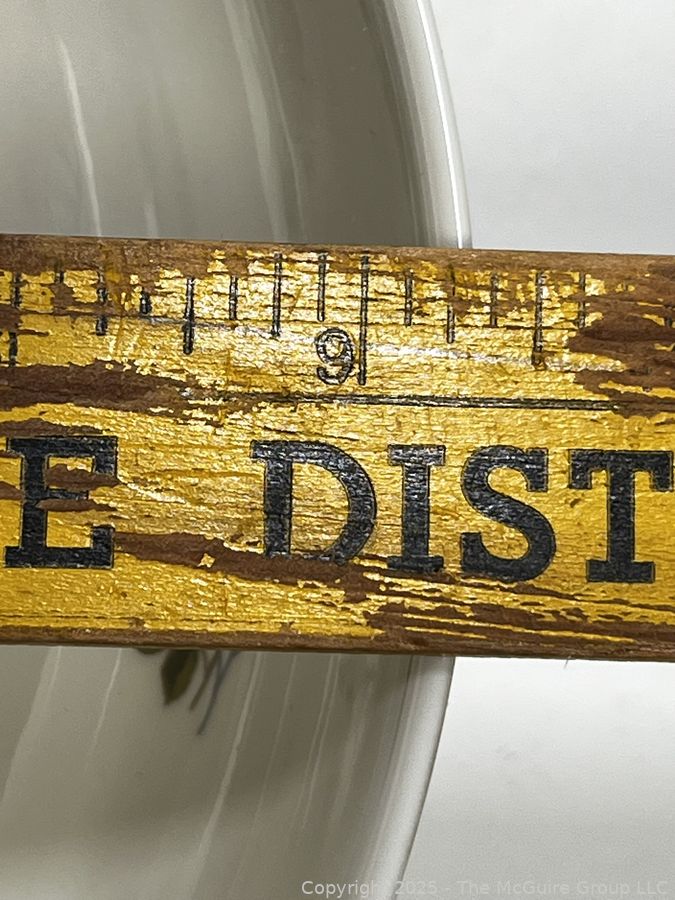 9
E DIST
Copyright 2025 - The McGuire Group LLC